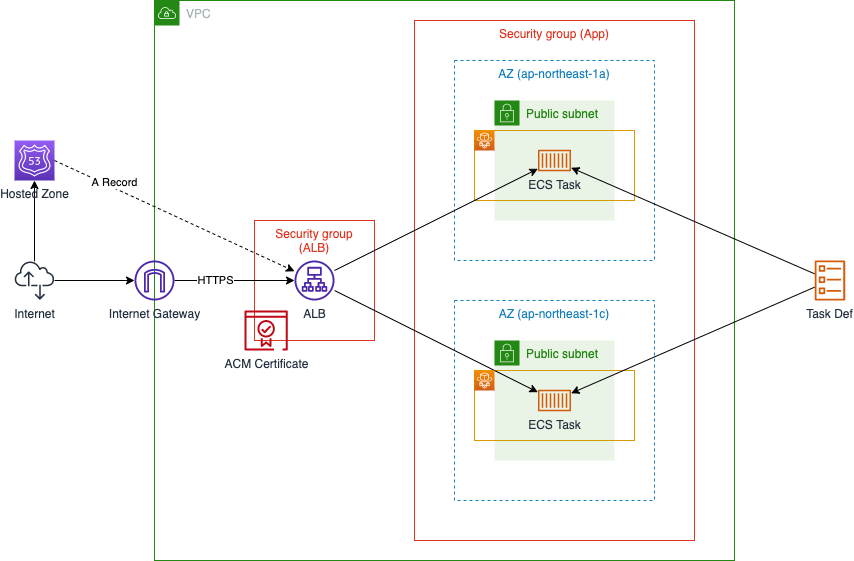 VPC
Security group (App)
AZ (ap-northeast-1a)
Public subnet
ECS Task
53
Hosted Zone
A Record
Security group
(ALB)
HTTPS
Internet
Internet Gateway
ALB
Task Def
ACM Certificate
AZ (ap-northeast-1c)
Public subnet
ECS Task